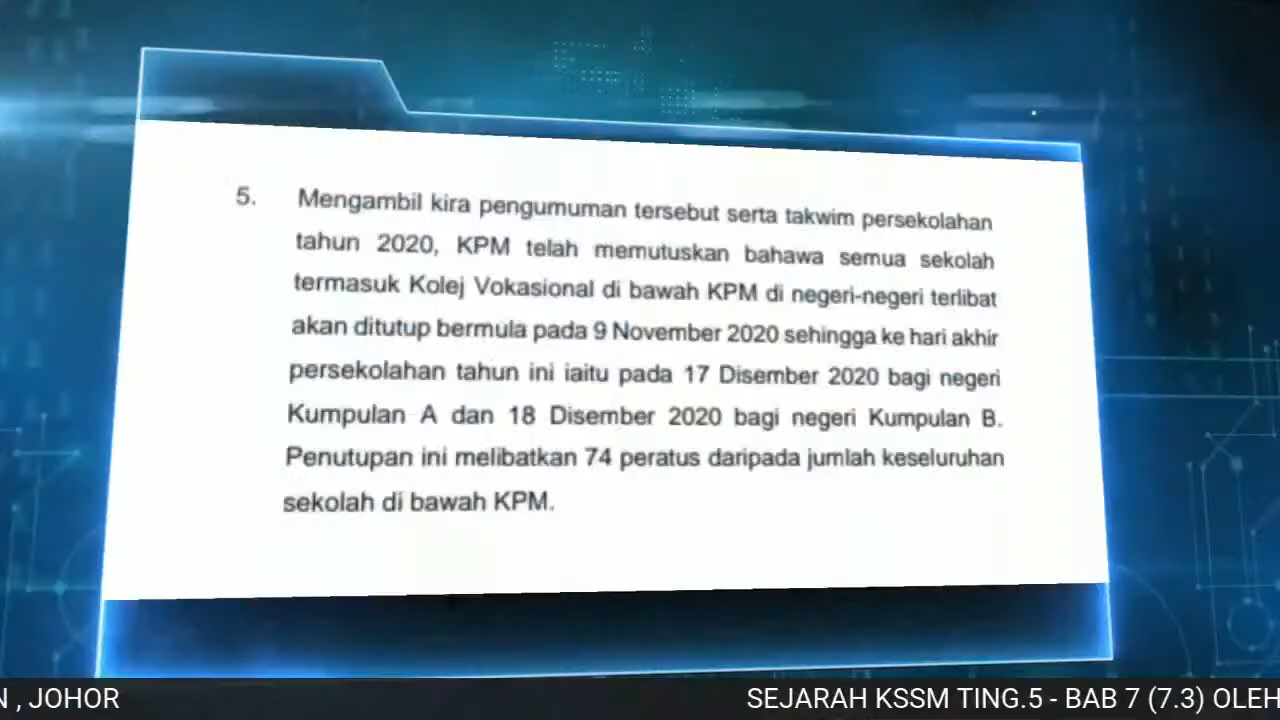 5. Mengambil kira pengumuman tersebut serta takwim persekolahan
tahun 2020, KPM telah memutuskan bahawa semua sekolah
termasuk Kolej Vokasional di bawah KPM di negeri-negeri terlibat
akan ditutup bermula pada 9 November 2020 sehingga ke hari akhir
persekolahan tahun ini iaitu pada 17 Disember 2020 bagi negeri
Kumpulan A dan 18 Disember 2020 bagi negeri Kumpulan B.
Penutupan ini melibatkan 74 peratus daripada jumlah keseluruhan
sekolah di bawah KPM.
N , JOHOR SEJARAH KSSM TING.5 - BAB 7 (7.3) OLEH